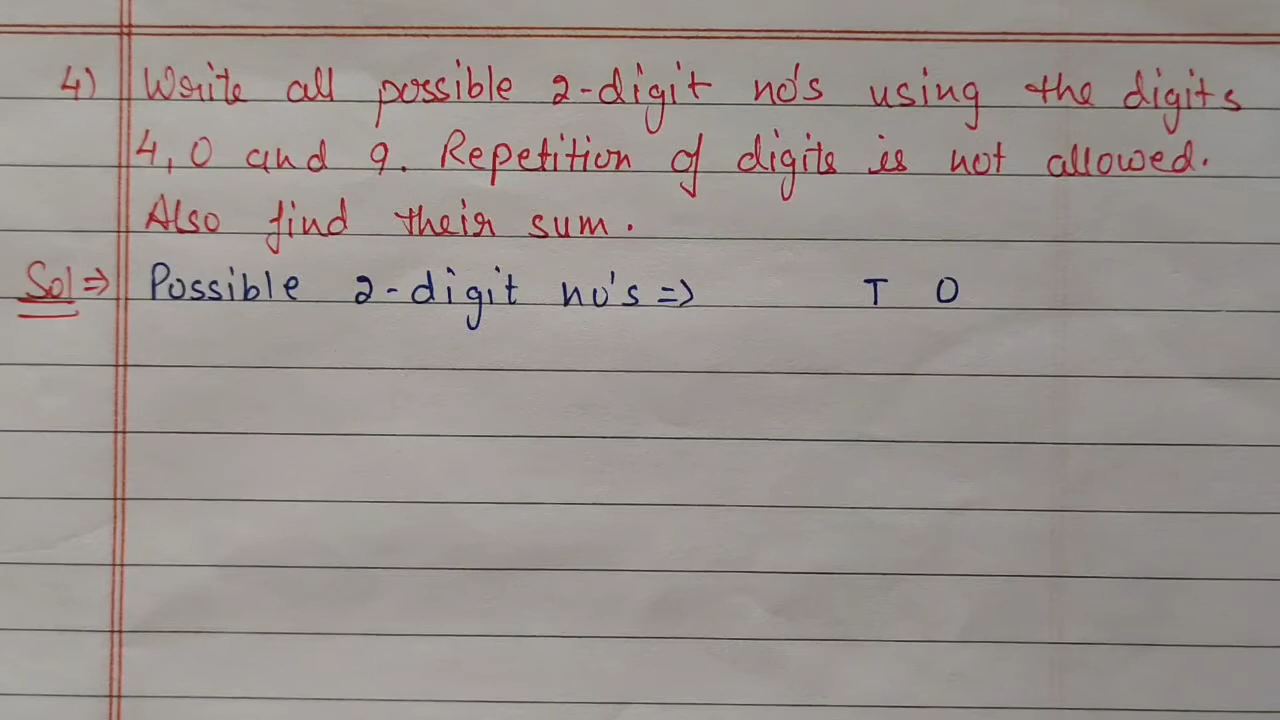 4) Write all possible 2-digit no's using the digits
4, 0 and 9. Repetition of digits is not allowed.
Also find their sum.
Sol => Possible 2-digit no's => T O